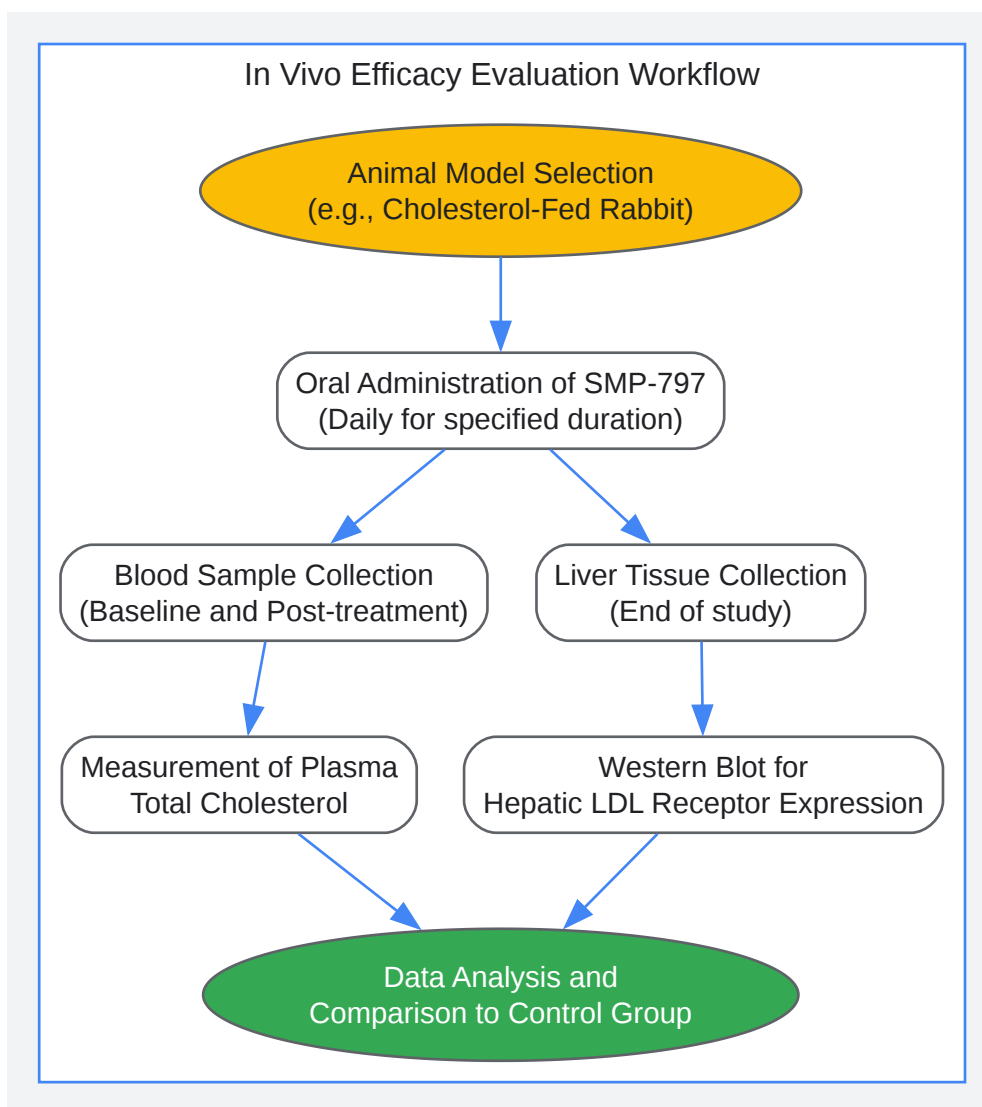 In Vivo Efficacy Evaluation Workflow
Animal Model Selection
(e.g., Cholesterol-Fed Rabbit)
Oral Administration of SMP-797
(Daily for specified duration)
Blood Sample Collection
(Baseline and Post-treatment)
Liver Tissue Collection
(End of study)
Measurement of Plasma
Total Cholesterol
Western Blot for
Hepatic LDL Receptor Expression
Data Analysis and
Comparison to Control Group